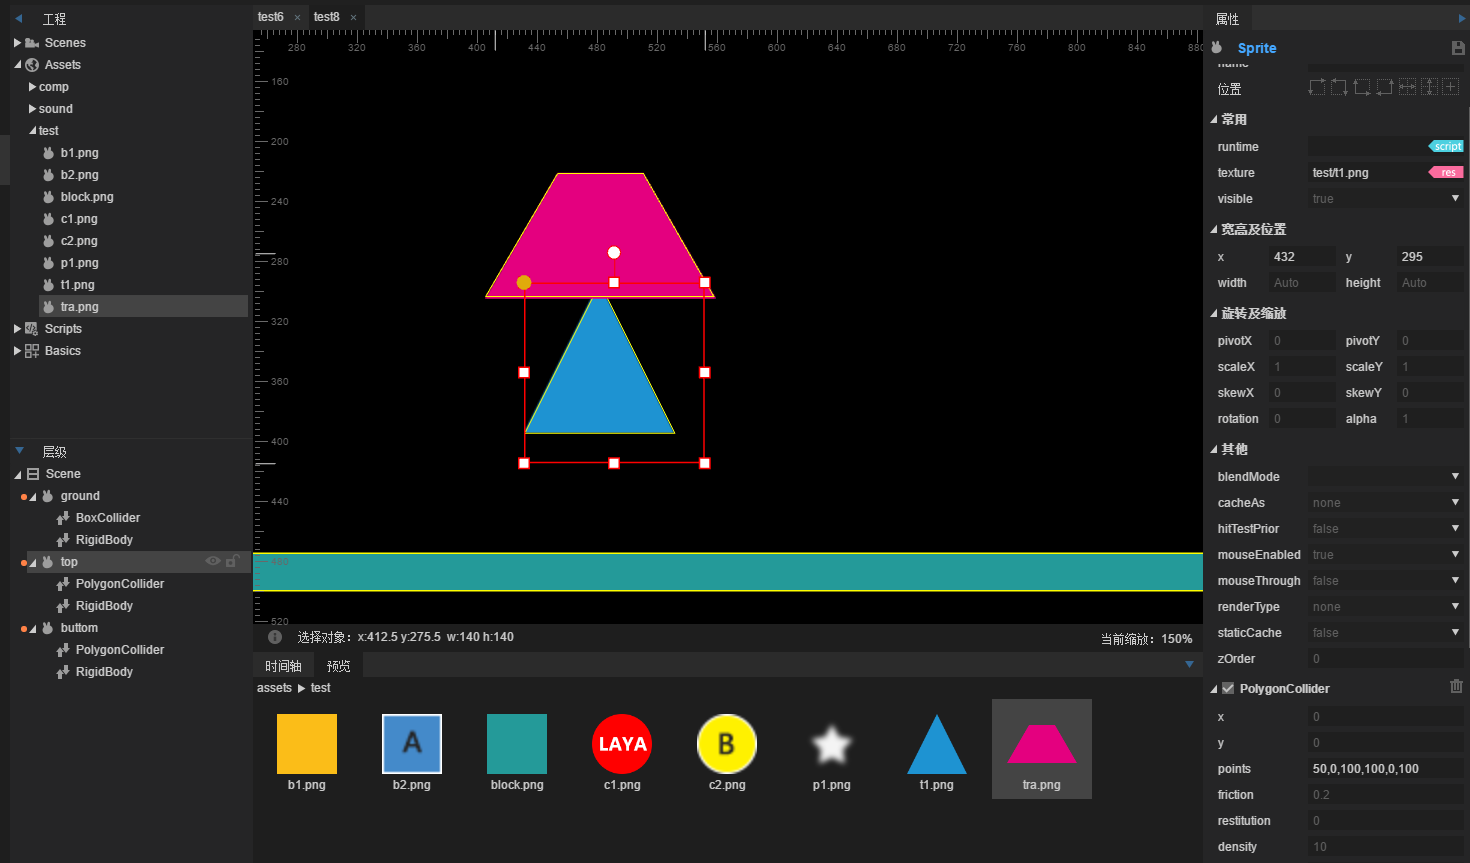 工程
Scenes
Assets
comp
sound
test
b1.png
b2.png
block.png
c1.png
c2.png
p1.png
t1.png
tra.png
Scripts
Basics
层级
Scene
ground
BoxCollider
RigidBody
top
PolygonCollider
RigidBody
buttom
PolygonCollider
RigidBody
test6 × test8 ×
280 320 360 400 440 480 520 560 600 640 680 720 760 800 840 880
160
200
240
280
320
360
400
440
480
520
选择对象: x:412.5 y:275.5 w:140 h:140
当前缩放: 150%
时间轴 预览
assets ▶ test
A LAYA B
b1.png b2.png block.png c1.png c2.png p1.png t1.png tra.png
属性
Sprite
name
位置
常用
runtime script
texture test/t1.png res
visible true
宽高及位置
x 432 y 295
width Auto height Auto
旋转及缩放
pivotX 0 pivotY 0
scaleX 1 scaleY 1
skewX 0 skewY 0
rotation 0 alpha 1
其他
blendMode
cacheAs none
hitTestPrior false
mouseEnabled true
mouseThrough false
renderType none
staticCache false
zOrder 0
PolygonCollider
x 0
y 0
points 50,0,100,100,0,100
friction 0.2
restitution 0
density 10